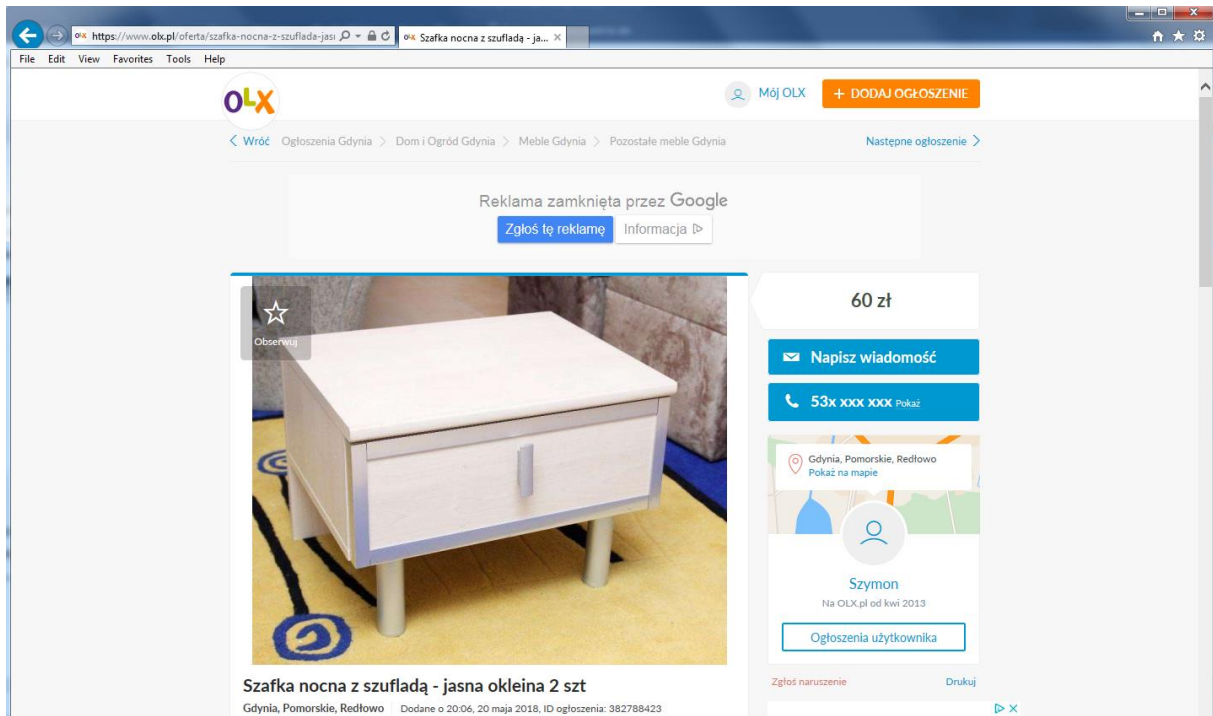 https://www.olx.pl/oferta/szafka-nocna-z-szuflada-jas
OLX Szafka nocna z szufladą - ja...
File Edit View Favorites Tools Help
OLX
Mój OLX
+ DODAJ OGŁOSZENIE
Wróć Ogłoszenia Gdynia > Dom i Ogród Gdynia > Meble Gdynia > Pozostałe meble Gdynia
Następne ogłoszenie >
Reklama zamknięta przez Google
Zgłoś tę reklamę
Informacja
Obserwuj
60 zł
Napisz wiadomość
53x xxx xxx Pokaż
Gdynia, Pomorskie, Redłowo
Pokaż na mapie
Szymon
Na OLX.pl od kwi 2013
Ogłoszenia użytkownika
Zgłoś naruszenie
Drukuj
Szafka nocna z szufladą - jasna okleina 2 szt
Gdynia, Pomorskie, Redłowo Dodane o 20:06, 20 maja 2018, ID ogłoszenia: 382788423